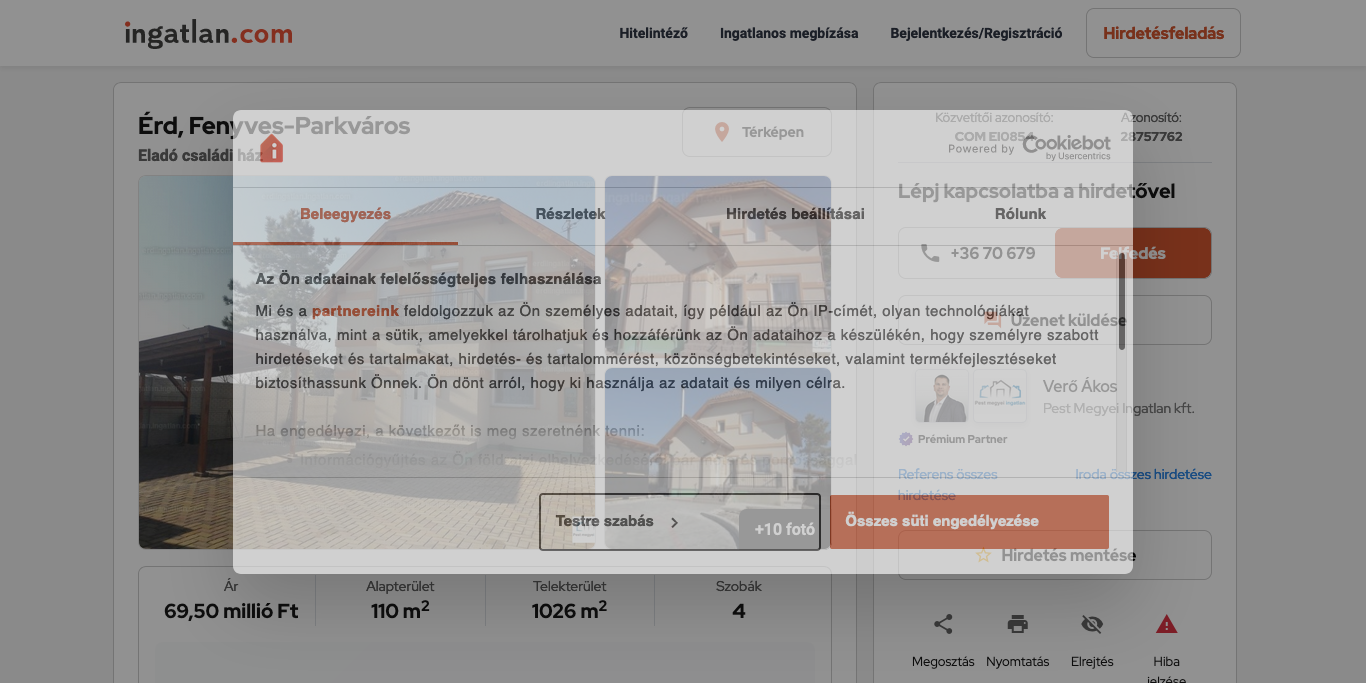 ingatlan.com
Hitelintéző
Ingatlanos megbízása
Bejelentkezés/Regisztráció
Hirdetésfeladás
Érd, Fenyves-Parkváros
Eladó családi ház
Térképen
Közvetítői azonosító:
Azonosító:
28757762
Powered by Cookiebot
by Usercentrics
Lépj kapcsolatba a hirdetővel
Beleegyezés
Részletek
Hirdetés beállításai
Rólunk
+36 70 679
Felfedés
Az Ön adatainak felelősségteljes felhasználása
Mi és a partnereink feldolgozzuk az Ön személyes adatait, így például az Ön IP-címét, olyan technológiákat
használva, mint a sütik, amelyekkel tárolhatjuk és hozzáférünk az Ön adataihoz a készülékén, hogy személyre szabott
hirdetéseket és tartalmakat, hirdetés- és tartalommérést, közönségbetekintéseket, valamint termékfejlesztéseket
biztosíthassunk Önnek. Ön dönt arról, hogy ki használja az adatait és milyen célra.
Üzenet küldése
Verő Ákos
Pest Megyei Ingatlan kft.
Ha engedélyezi, a következőt is meg szeretnénk tenni:
Prémium Partner
Referens összes
hirdetése
Iroda összes hirdetése
Testre szabás
+10 fotó
Összes süti engedélyezése
Hirdetés mentése
Ár
69,50 millió Ft
Alapterület
110 m²
Telekterület
1026 m²
Szobák
4
Megosztás
Nyomtatás
Elrejtés
Hiba
jelzése